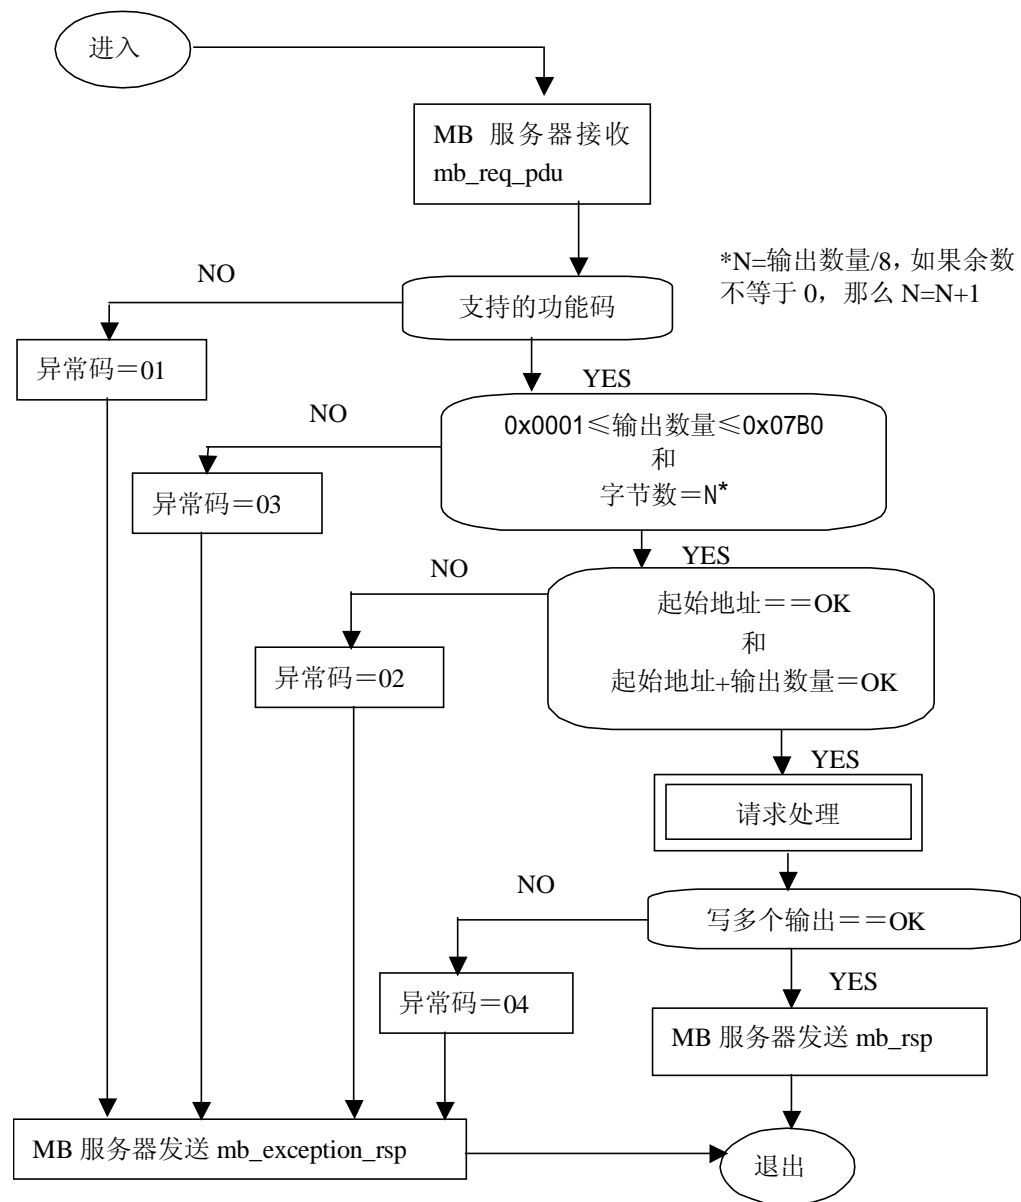 进入
MB 服务器接收
mb_req_pdu
*N=输出数量/8，如果余数
不等于 0，那么 N=N+1
NO
支持的功能码
异常码＝01
YES
NO
0x0001≤输出数量≤0x07B0
和
字节数＝N*
异常码＝03
YES
NO
起始地址＝＝OK
和
起始地址+输出数量＝OK
异常码＝02
YES
请求处理
NO
写多个输出＝＝OK
YES
异常码＝04
MB 服务器发送 mb_rsp
MB 服务器发送 mb_exception_rsp
退出